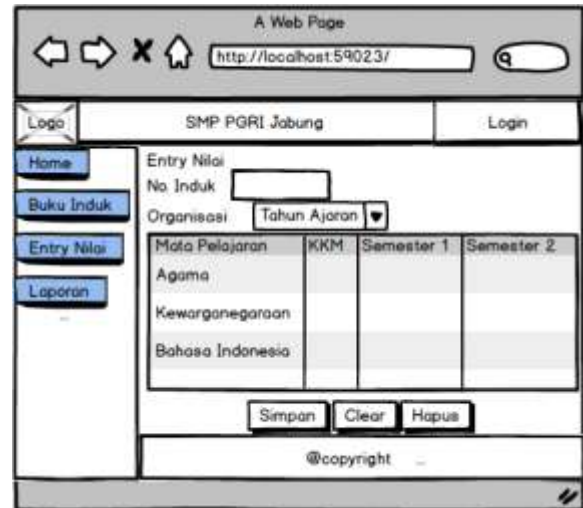 A Web Page
http://localhost:59023/
Logo SMP PGRI Jabung Login
Home
Buku Induk
Entry Nilai
Laporan
...
Entry Nilai
No. Induk
Organisasi Tahun Ajaran
Mata Pelajaran KKM Semester 1 Semester 2
Agama
Kewarganegaraan
Bahasa Indonesia
Simpan Clear Hapus
@copyright ...